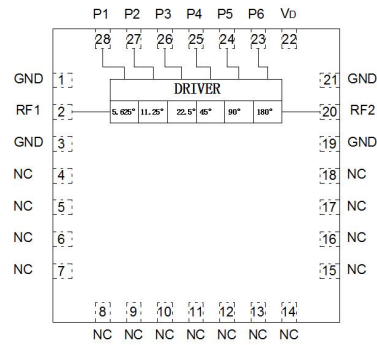 P1 P2 P3 P4 P5 P6 VD
28 27 26 25 24 23 22
GND 1 DRIVER 21 GND
RF1 2 5.625° 11.25° 22.5° 45° 90° 180° 20 RF2
GND 3 19 GND
NC 4 18 NC
NC 5 17 NC
NC 6 16 NC
NC 7 15 NC
8 9 10 11 12 13 14
NC NC NC NC NC NC NC